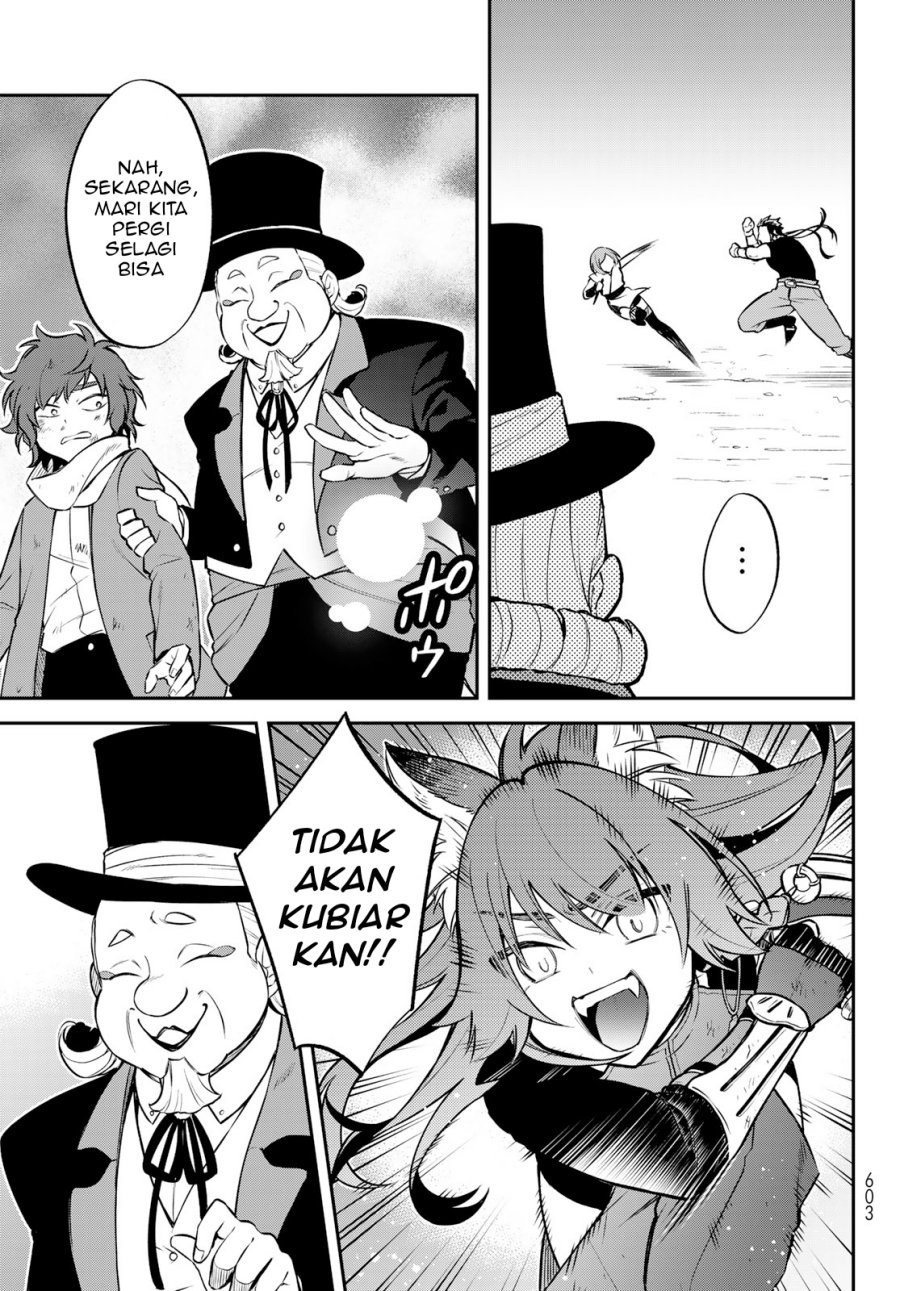 ...
NAH,
SEKARANG,
MARI KITA
PERGI
SELAGI
BISA
ポゥ
TIDAK
AKAN
KUBIAR
KAN!!
603